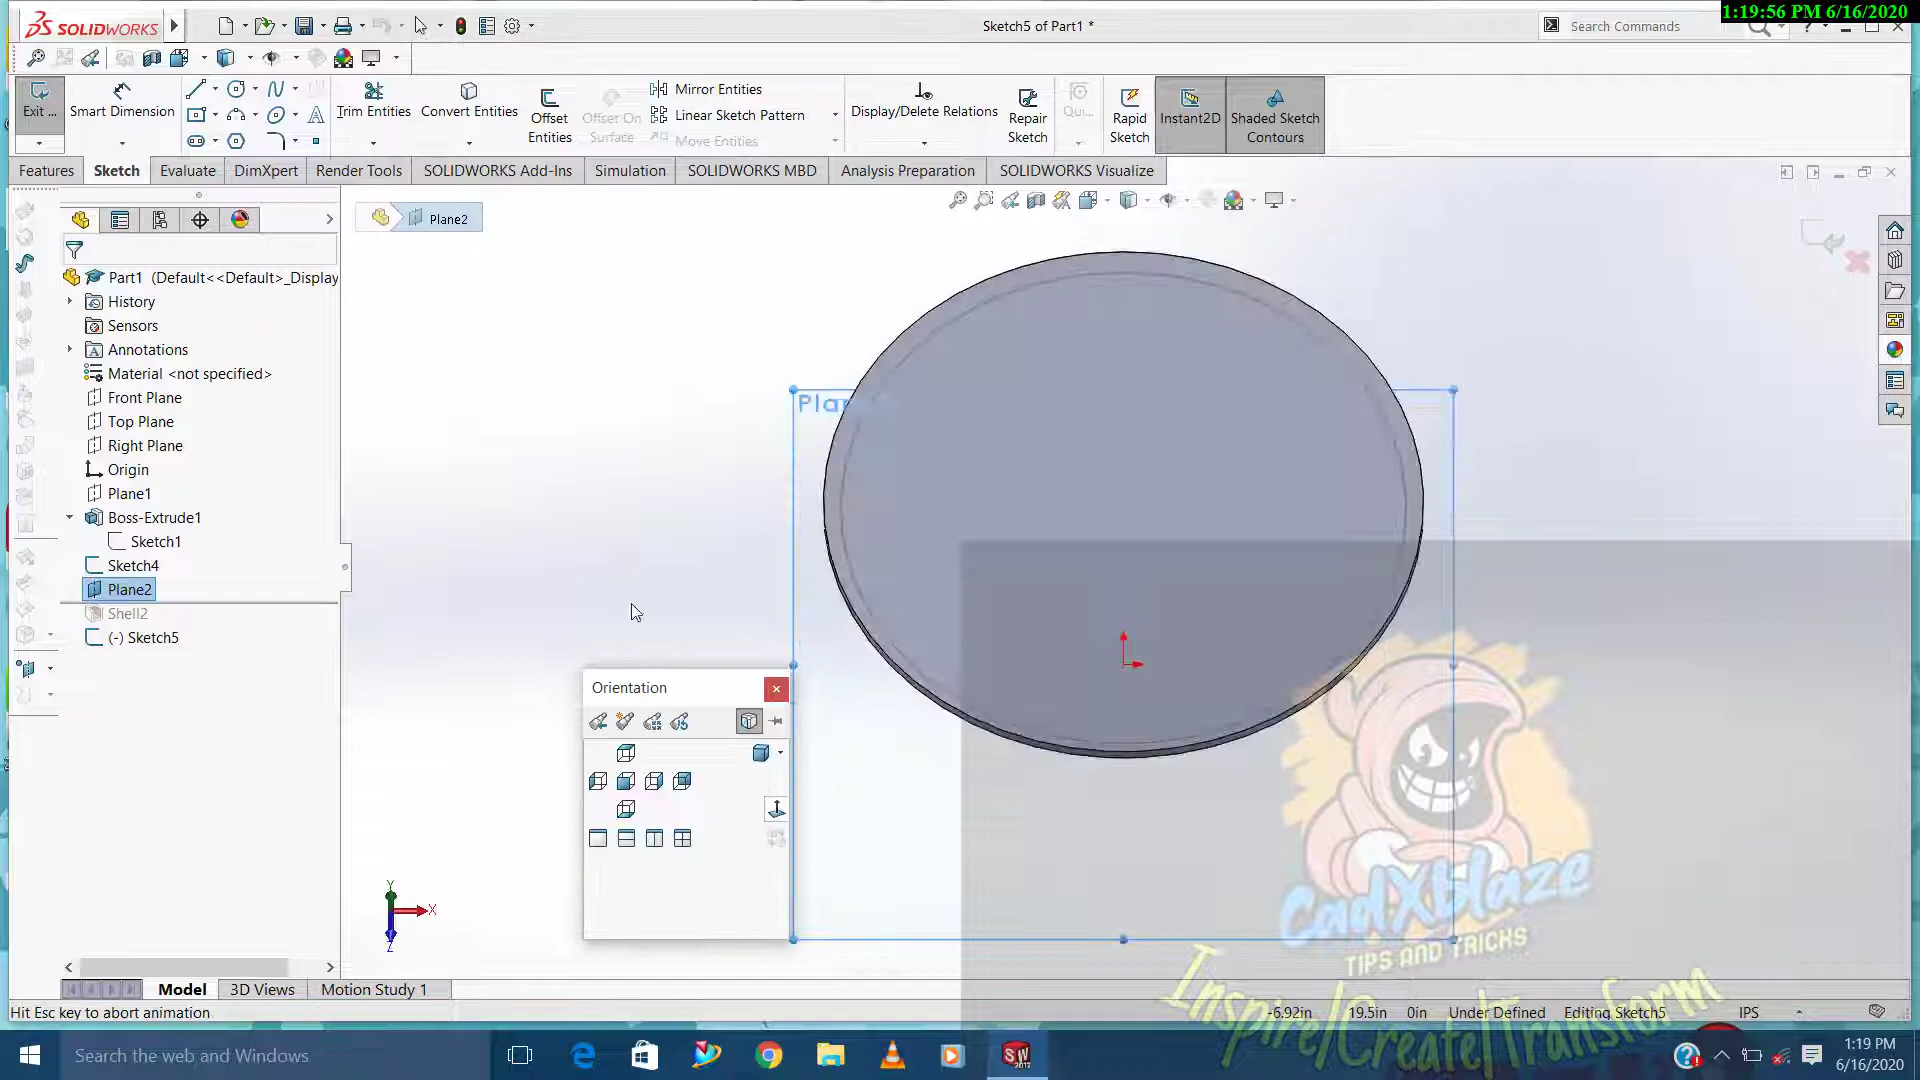 1:19:56 PM 6/16/2020
SOLIDWORKS
Sketch5 of Part1 *
Search Commands
Exit ...
Smart Dimension
Trim Entities
Convert Entities
Offset Entities
Offset On Surface
Mirror Entities
Linear Sketch Pattern
Move Entities
Display/Delete Relations
Repair Sketch
Qui...
Rapid Sketch
Instant2D
Shaded Sketch Contours
Features
Sketch
Evaluate
DimXpert
Render Tools
SOLIDWORKS Add-Ins
Simulation
SOLIDWORKS MBD
Analysis Preparation
SOLIDWORKS Visualize
Plane2
Part1 (Default<<Default>_Display
History
Sensors
Annotations
Material <not specified>
Front Plane
Top Plane
Right Plane
Origin
Plane1
Boss-Extrude1
Sketch1
Sketch4
Plane2
Shell2
(-) Sketch5
Plan
Orientation
Y
X
Z
CadXblaze
TIPS AND TRICKS
Inspire/Create/Transform
Model
3D Views
Motion Study 1
Hit Esc key to abort animation
-6.92in
19.5in
0in
Under Defined
Editing Sketch5
IPS
Search the web and Windows
SW
2017
1:19 PM
6/16/2020